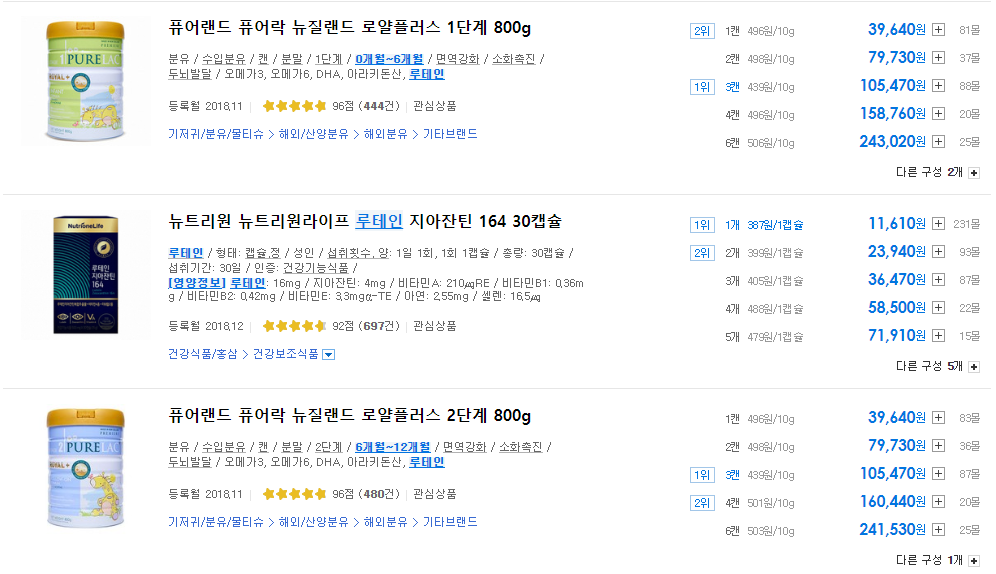 퓨어랜드 퓨어락 뉴질랜드 로얄플러스 1단계 800g
분유 / 수입분유 / 캔 / 분말 / 1단계 / 0개월~6개월 / 면역강화 / 소화촉진 /
두뇌발달 / 오메가3, 오메가6, DHA, 아라키돈산, 루테인
등록월 2018.11 96점 (444건) 관심상품
기저귀/분유/물티슈 > 해외/산양분유 > 해외분유 > 기타브랜드
2위 1캔 496원/10g 39,640원 81몰
2캔 498원/10g 79,730원 37몰
1위 3캔 439원/10g 105,470원 88몰
4캔 496원/10g 158,760원 20몰
6캔 506원/10g 243,020원 25몰
다른 구성 2개
PURELAC
ROYAL+
뉴트리원 뉴트리원라이프 루테인 지아잔틴 164 30캡슐
루테인 / 형태: 캡슐,정 / 성인 / 섭취횟수, 양: 1일 1회, 1회 1캡슐 / 총량: 30캡슐 /
섭취기간: 30일 / 인증: 건강기능식품 /
[영양정보] 루테인: 16mg / 지아잔틴: 4mg / 비타민A: 210㎍RE / 비타민B1: 0,36m
g / 비타민B2: 0,42mg / 비타민E: 3,3mgα-TE / 아연: 2,55mg / 셀렌: 16,5㎍
등록월 2018.12 92점 (697건) 관심상품
건강식품/홍삼 > 건강보조식품
1위 1개 387원/1캡슐 11,610원 231몰
2위 2개 399원/1캡슐 23,940원 93몰
3개 405원/1캡슐 36,470원 87몰
4개 488원/1캡슐 58,500원 22몰
5개 479원/1캡슐 71,910원 15몰
다른 구성 5개
NutrioneLife
루테인
지아잔틴
164
퓨어랜드 퓨어락 뉴질랜드 로얄플러스 2단계 800g
분유 / 수입분유 / 캔 / 분말 / 2단계 / 6개월~12개월 / 면역강화 / 소화촉진 /
두뇌발달 / 오메가3, 오메가6, DHA, 아라키돈산, 루테인
등록월 2018.11 96점 (480건) 관심상품
기저귀/분유/물티슈 > 해외/산양분유 > 해외분유 > 기타브랜드
1캔 496원/10g 39,640원 83몰
2캔 498원/10g 79,730원 36몰
1위 3캔 439원/10g 105,470원 87몰
2위 4캔 501원/10g 160,440원 20몰
6캔 503원/10g 241,530원 25몰
다른 구성 1개
PURELAC
ROYAL+